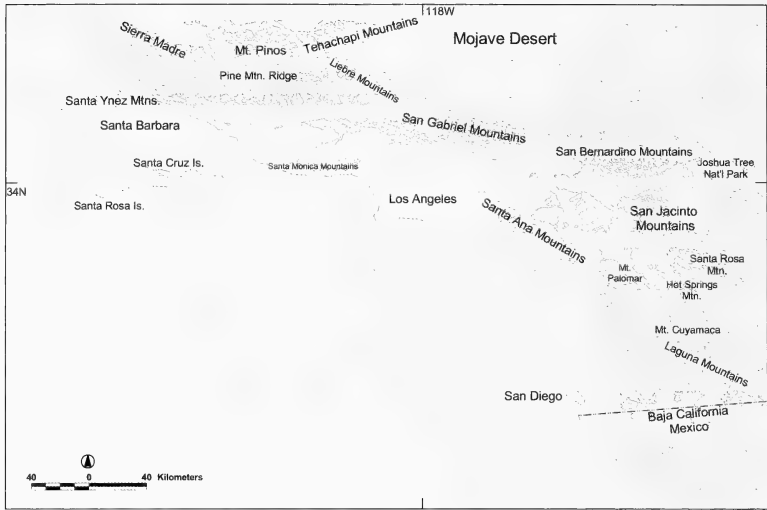 118W
Sierra Madre
Mt. Pinos
Tehachapi Mountains
Mojave Desert
Pine Mtn. Ridge
Liebre Mountains
Santa Ynez Mtns.
Santa Barbara
San Gabriel Mountains
San Bernardino Mountains
Santa Cruz Is.
Santa Monica Mountains
Joshua Tree
Nat'l Park
34N
Santa Rosa Is.
Los Angeles
Santa Ana Mountains
San Jacinto
Mountains
Mt.
Palomar
Santa Rosa
Mtn.
Hot Springs
Mtn.
Mt. Cuyamaca
Laguna Mountains
San Diego
Baja California
Mexico
40 0 40 Kilometers